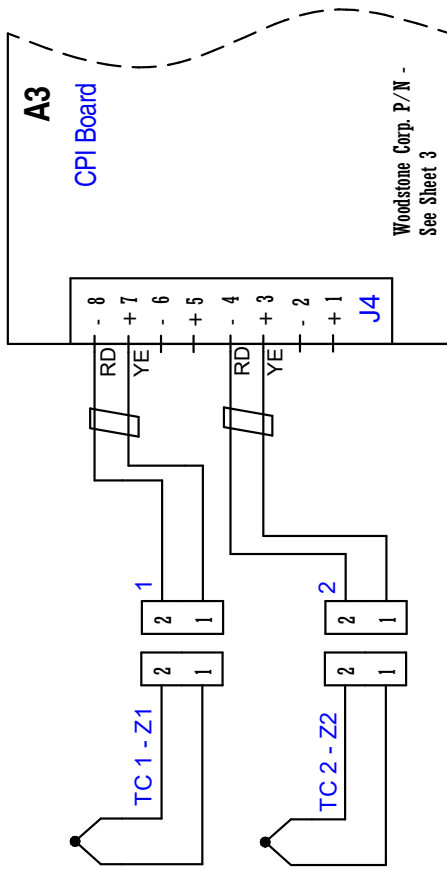 A3
CPI Board
Woodstone Corp. P/N -
See Sheet 3
J4
- 8
+ 7
- 6
+ 5
- 4
+ 3
- 2
+ 1
RD
YE
RD
YE
1
2
1
2
2
1
TC 1 - Z1
2
1
TC 2 - Z2
2
1